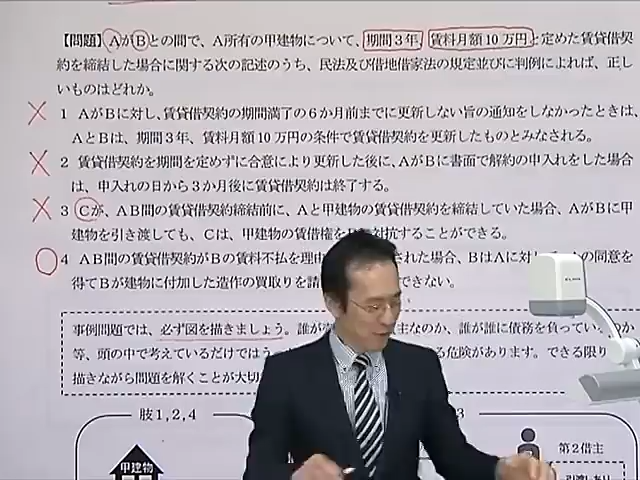 【問題】AがBとの間で、A所有の甲建物について、期間3年、賃料月額10万円と定めた賃貸借契
約を締結した場合に関する次の記述のうち、民法及び借地借家法の規定並びに判例によれば、正し
いものはどれか。
1 AがBに対し、賃貸借契約の期間満了の6か月前までに更新しない旨の通知をしなかったときは、
AとBは、期間3年、賃料月額10万円の条件で賃貸借契約を更新したものとみなされる。
2 賃貸借契約を期間を定めずに合意により更新した後に、AがBに書面で解約の申入れをした場合
は、申入れの日から3か月後に賃貸借契約は終了する。
3 Cが、AB間の賃貸借契約締結前に、Aと甲建物の賃貸借契約を締結していた場合、AがBに甲
建物を引き渡しても、Cは、甲建物の賃借権をBに対抗することができる。
4 AB間の賃貸借契約がBの賃料不払を理由 された場合、BはAに対 の同意を
得てBが建物に付加した造作の買取りを請 できない。
事例問題では、必ず図を描きましょう。誰が 主なのか、誰が誰に債務を負ってい
等、頭の中で考えているだけでは る危険があります。できる限り
描きながら問題を解くことが大切
肢1,2,4
3
甲建物
第2借主
引渡しあり